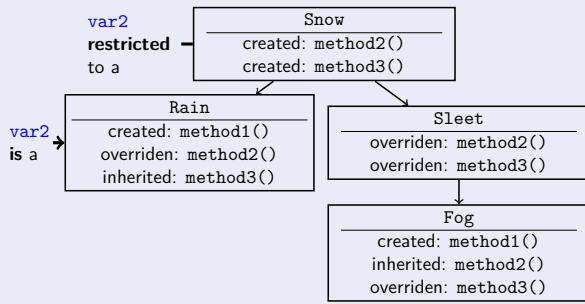 var2
restricted
to a
Snow
created: method2()
created: method3()
var2
is a
Rain
created: method1()
overriden: method2()
inherited: method3()
Sleet
overriden: method2()
overriden: method3()
Fog
created: method1()
inherited: method2()
overriden: method3()